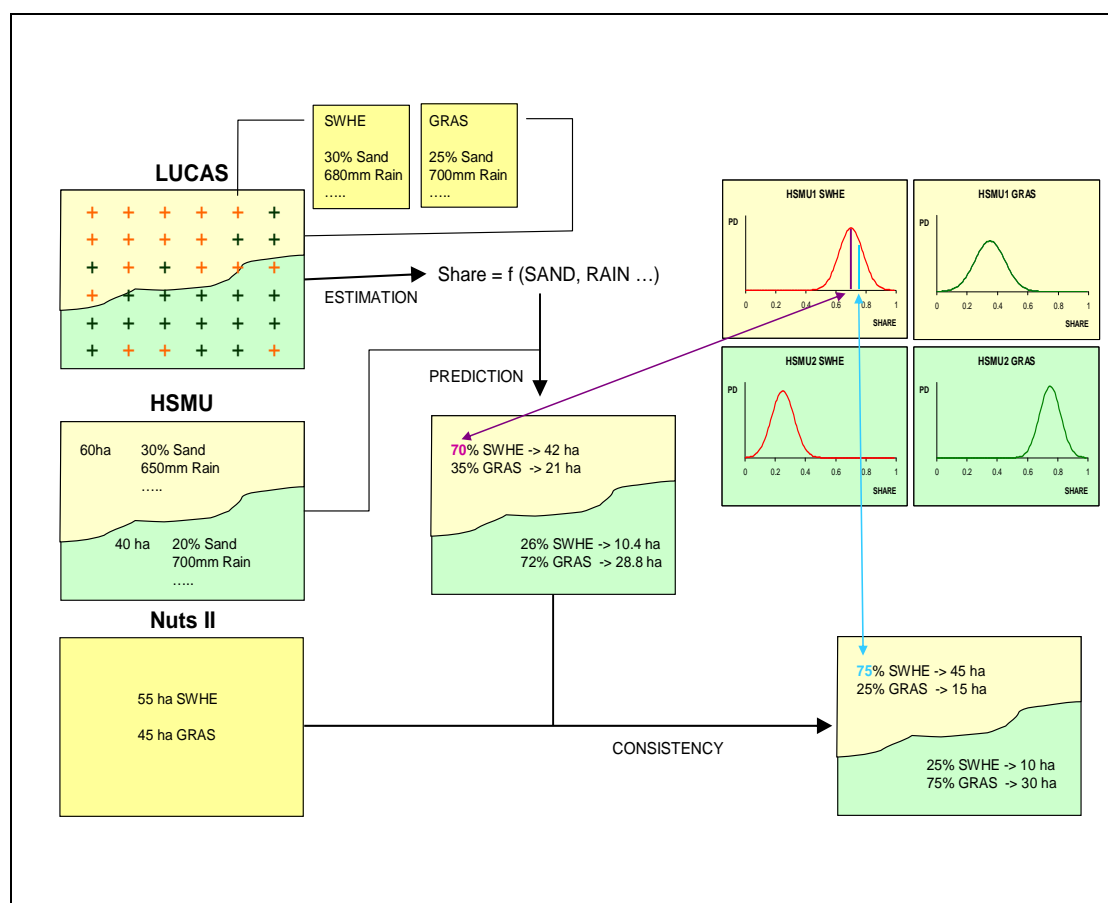 SWHE
30% Sand
680mm Rain
…..
GRAS
25% Sand
700mm Rain
…..
LUCAS
ESTIMATION
Share = f (SAND, RAIN …)
PREDICTION
HSMU
60ha
30% Sand
650mm Rain
…..
40 ha
20% Sand
700mm Rain
…..
70% SWHE -> 42 ha
35% GRAS -> 21 ha
26% SWHE -> 10.4 ha
72% GRAS -> 28.8 ha
HSMU1 SWHE
PD
0 0.2 0.4 0.6 0.8 1
SHARE
HSMU1 GRAS
PD
0 0.2 0.4 0.6 0.8 1
SHARE
HSMU2 SWHE
PD
0 0.2 0.4 0.6 0.8 1
SHARE
HSMU2 GRAS
PD
0 0.2 0.4 0.6 0.8 1
SHARE
Nuts II
55 ha SWHE
45 ha GRAS
CONSISTENCY
75% SWHE -> 45 ha
25% GRAS -> 15 ha
25% SWHE -> 10 ha
75% GRAS -> 30 ha